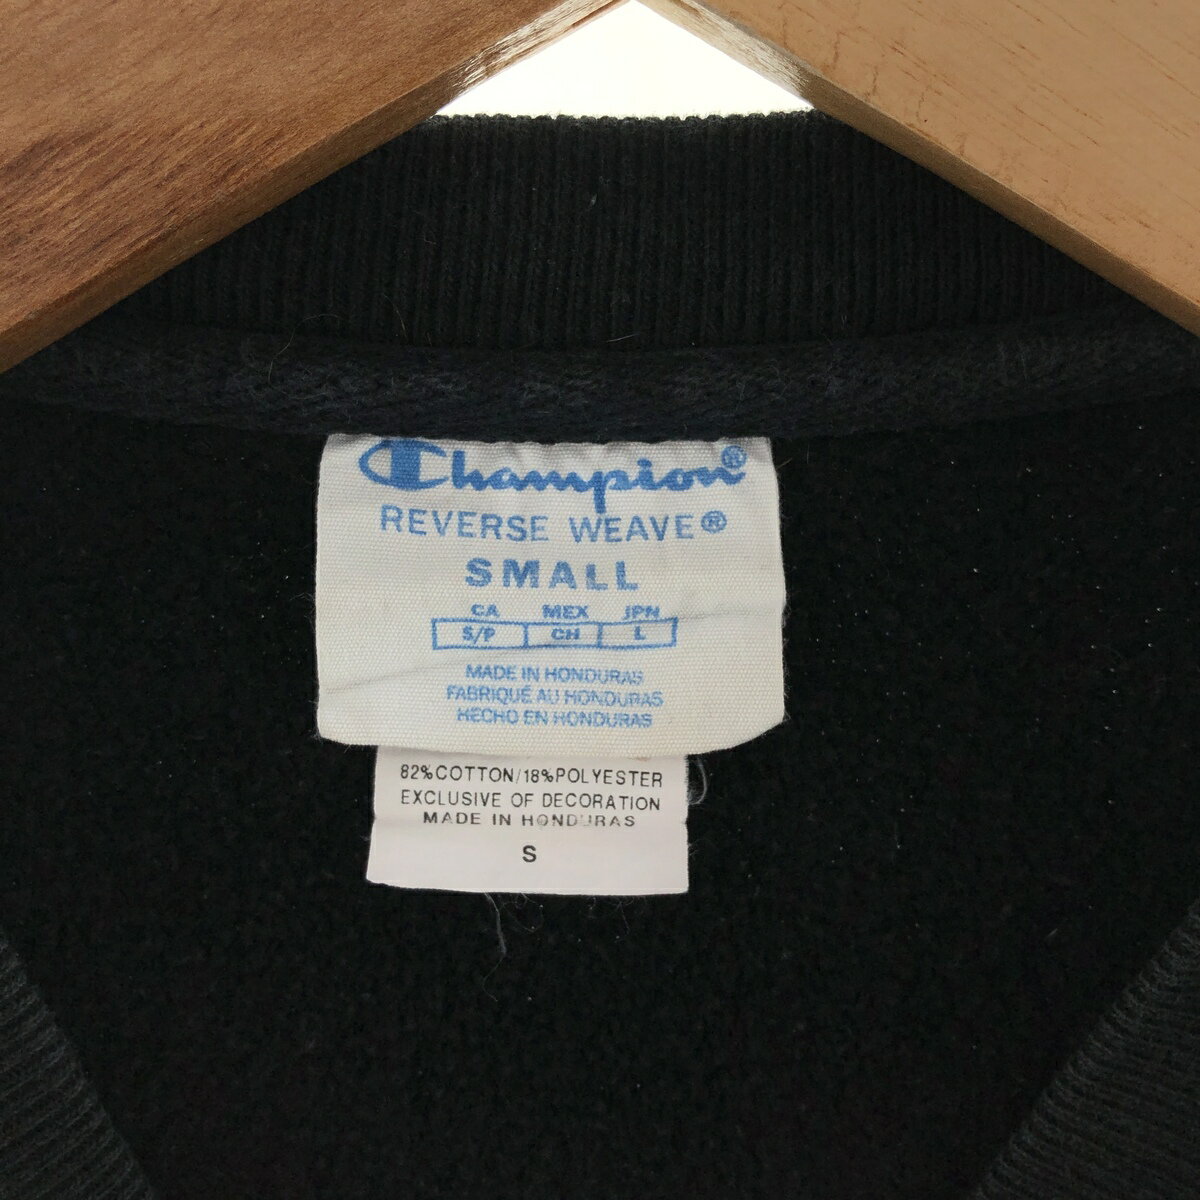 Champion®
REVERSE WEAVE®
SMALL
CA MEX JPN
S/P CH L
MADE IN HONDURAS
FABRIQUÉ AU HONDURAS
HECHO EN HONDURAS
82%COTTON/18%POLYESTER
EXCLUSIVE OF DECORATION
MADE IN HONDURAS
S